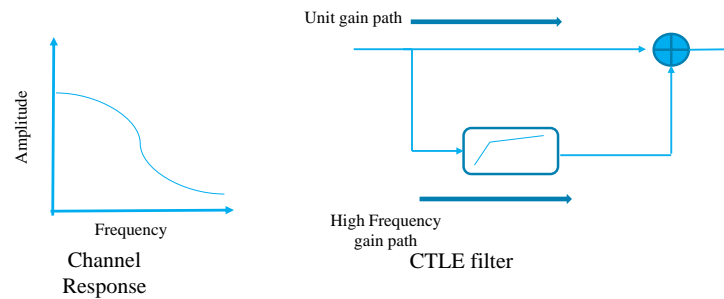 Unit gain path
Amplitude
Frequency
Channel
Response
High Frequency
gain path
CTLE filter